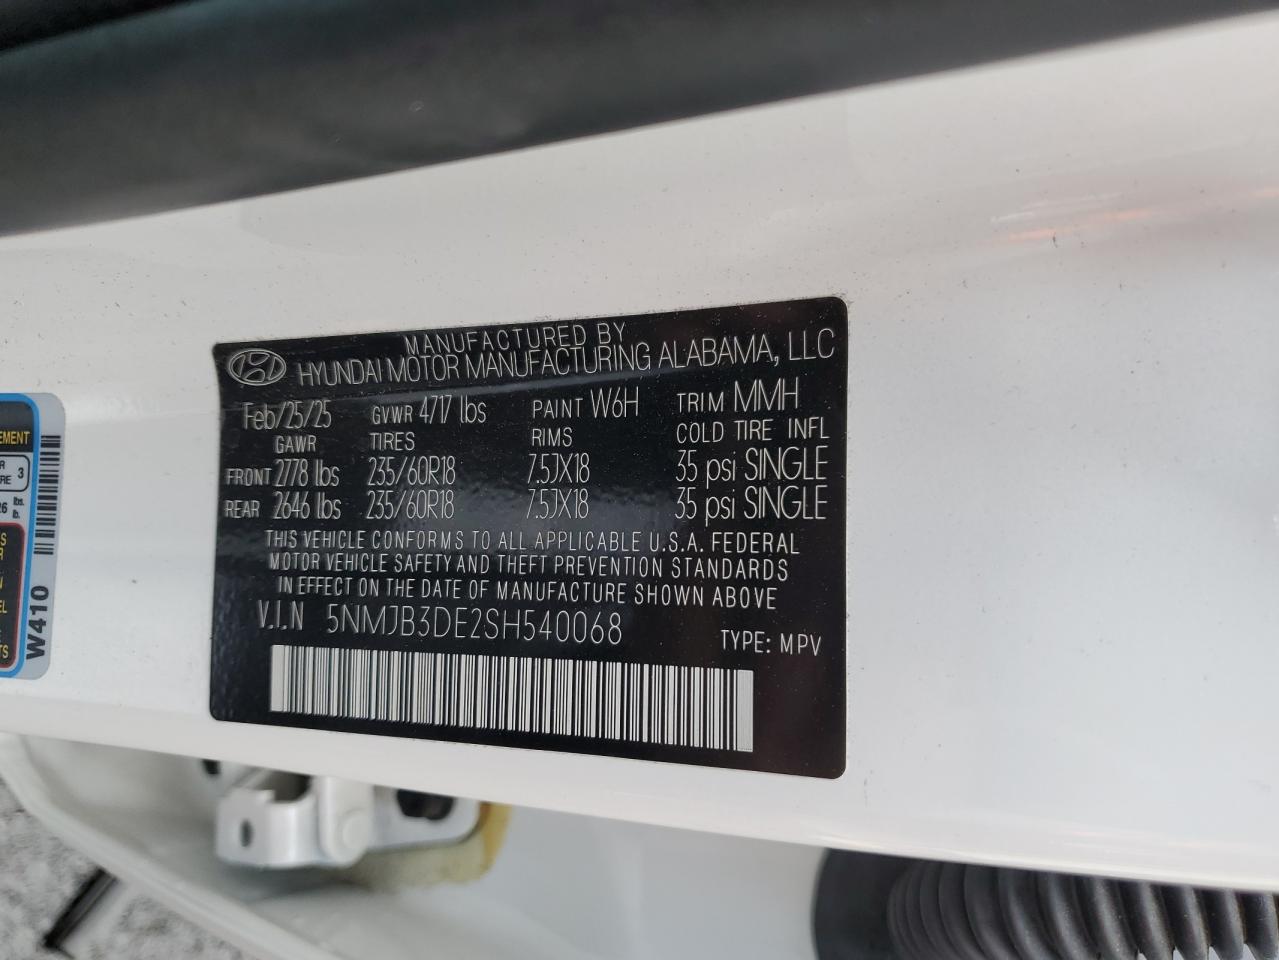 MANUFACTURED BY
HYUNDAI MOTOR MANUFACTURING ALABAMA, LLC
Feb/25/25 GVWR 4717 lbs PAINT W6H TRIM MMH
GAWR TIRES RIMS COLD TIRE INFL
FRONT 2778 lbs 235/60R18 7.5JX18 35 psi SINGLE
REAR 2646 lbs 235/60R18 7.5JX18 35 psi SINGLE
THIS VEHICLE CONFORMS TO ALL APPLICABLE U.S.A. FEDERAL
MOTOR VEHICLE SAFETY AND THEFT PREVENTION STANDARDS
IN EFFECT ON THE DATE OF MANUFACTURE SHOWN ABOVE
V.I.N 5NMJB3DE2SH540068 TYPE: MPV
3
lbs.
lb.
W410